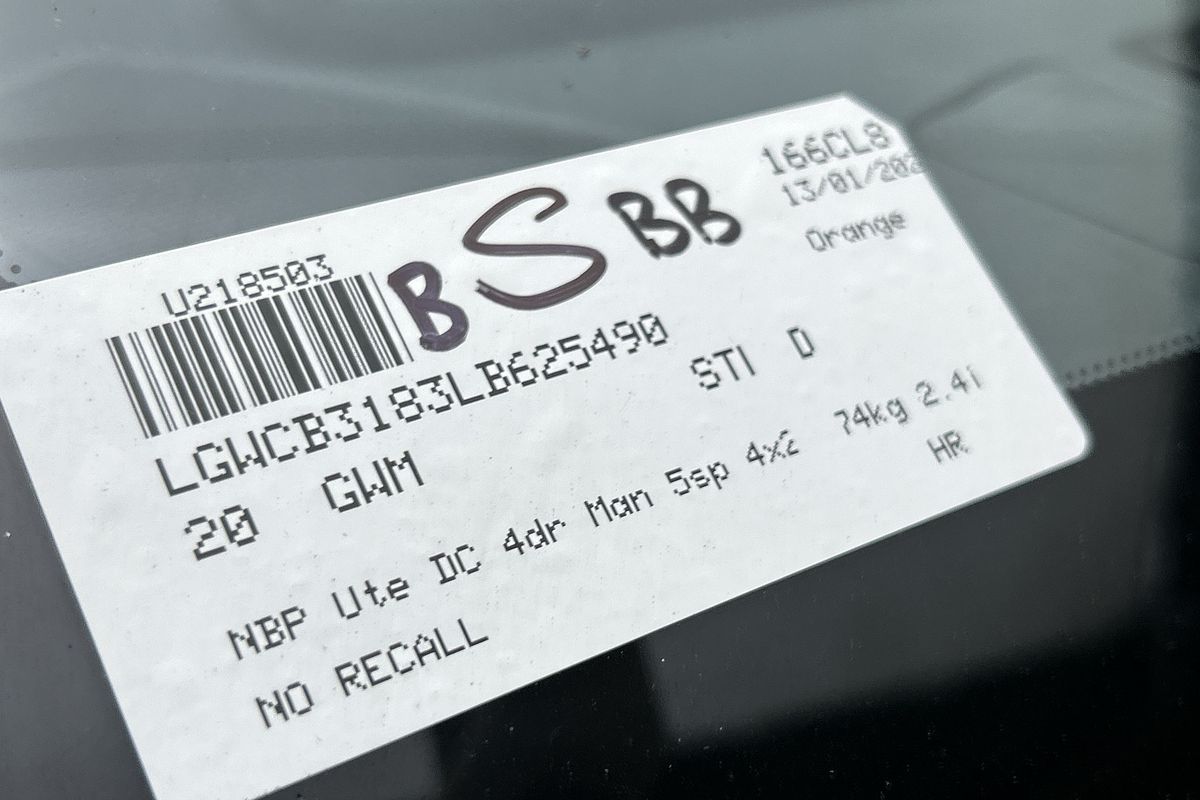 U218503
B S BB
166CL8
13/01/202
Orange
LGWCB3183LB625490
STI D
20 GWM
NBP Ute DC 4dr Man 5sp 4x2 74kg 2.4i
HR
NO RECALL